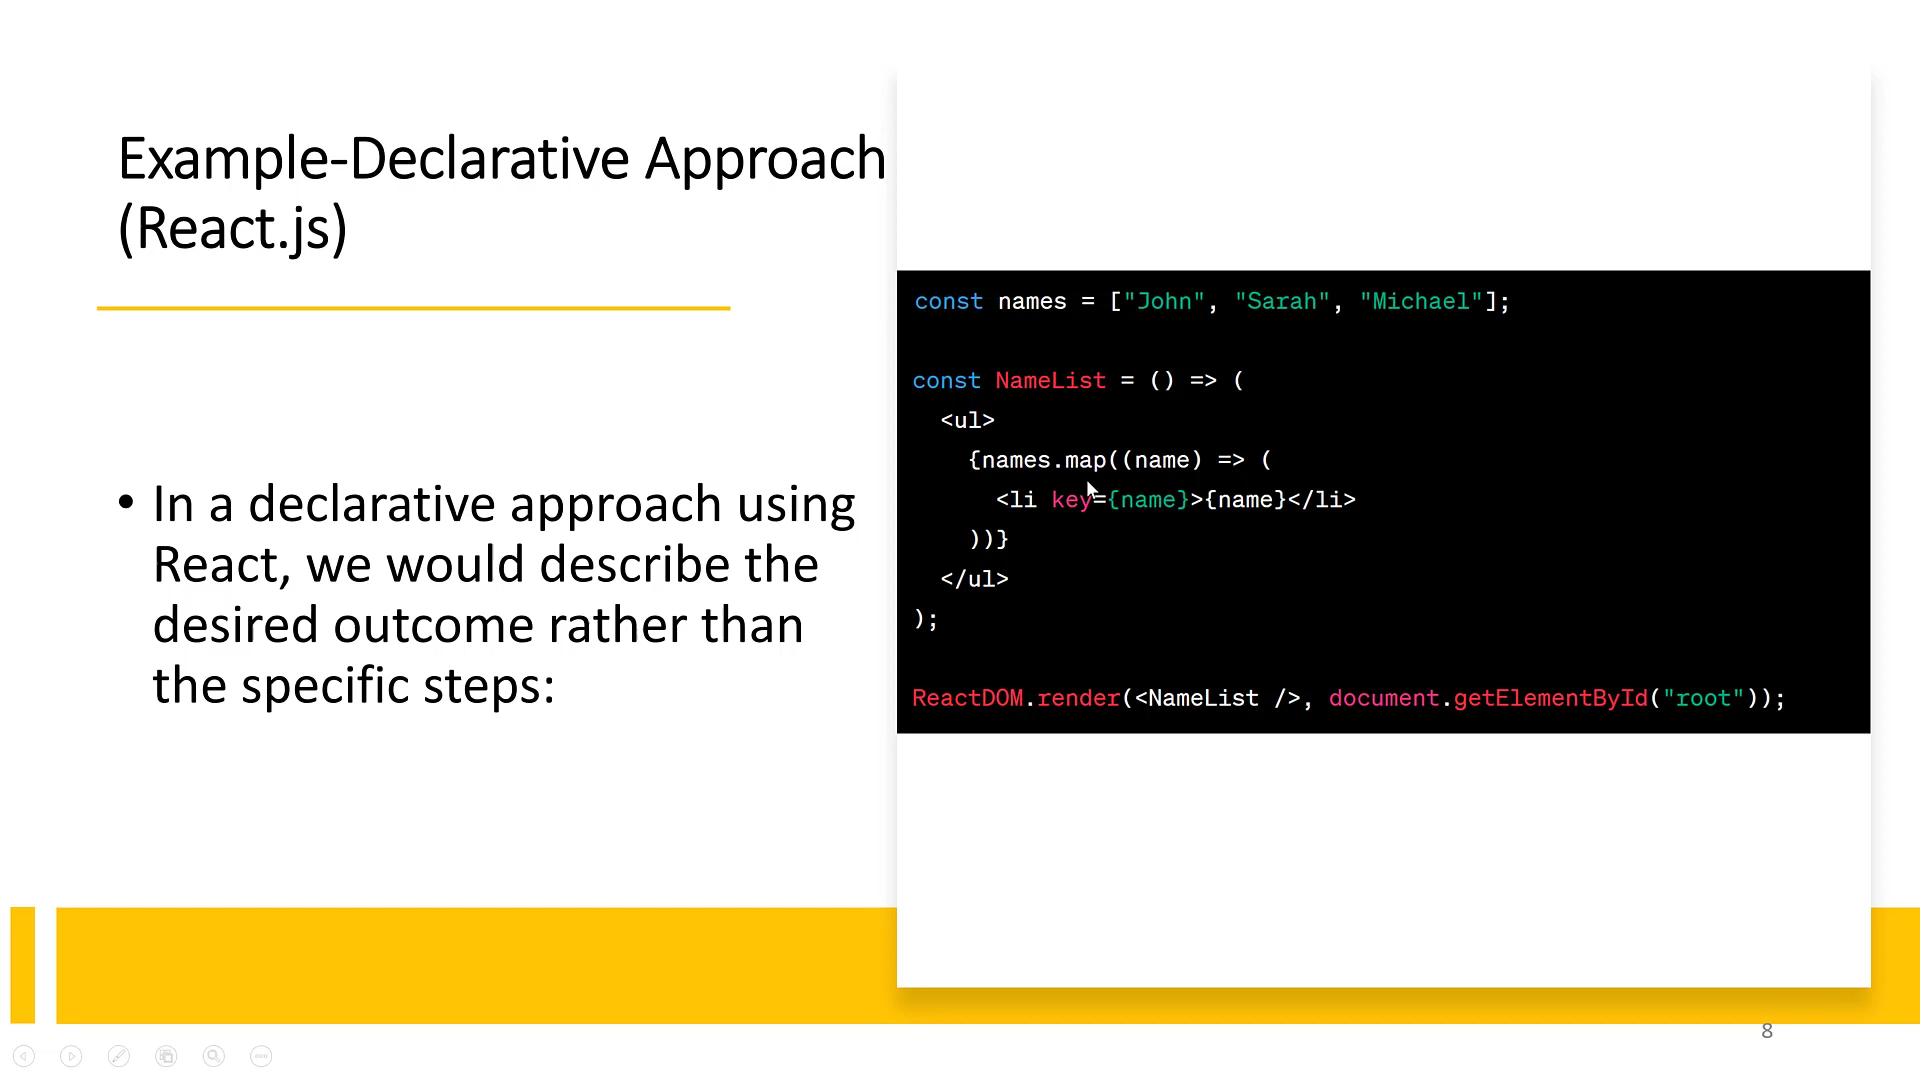 Example-Declarative Approach
(React.js)
• In a declarative approach using
React, we would describe the
desired outcome rather than
the specific steps:
const names = ["John", "Sarah", "Michael"];
const NameList = () => (
<ul>
{names.map((name) => (
<li key={name}>{name}</li>
))}
</ul>
);
ReactDOM.render(<NameList />, document.getElementById("root"));
8